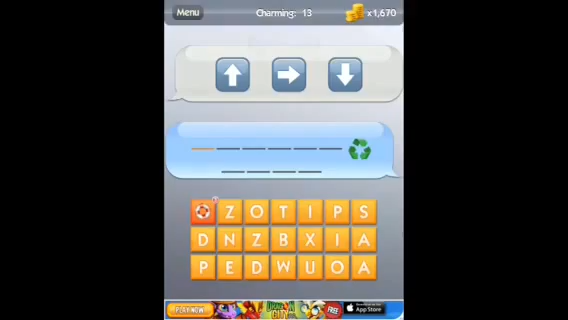 Menu
Charming: 13
x1,670
Z O T I P S
D N Z B X I A
P E D W U O A
PLAY NOW
FREE
App Store